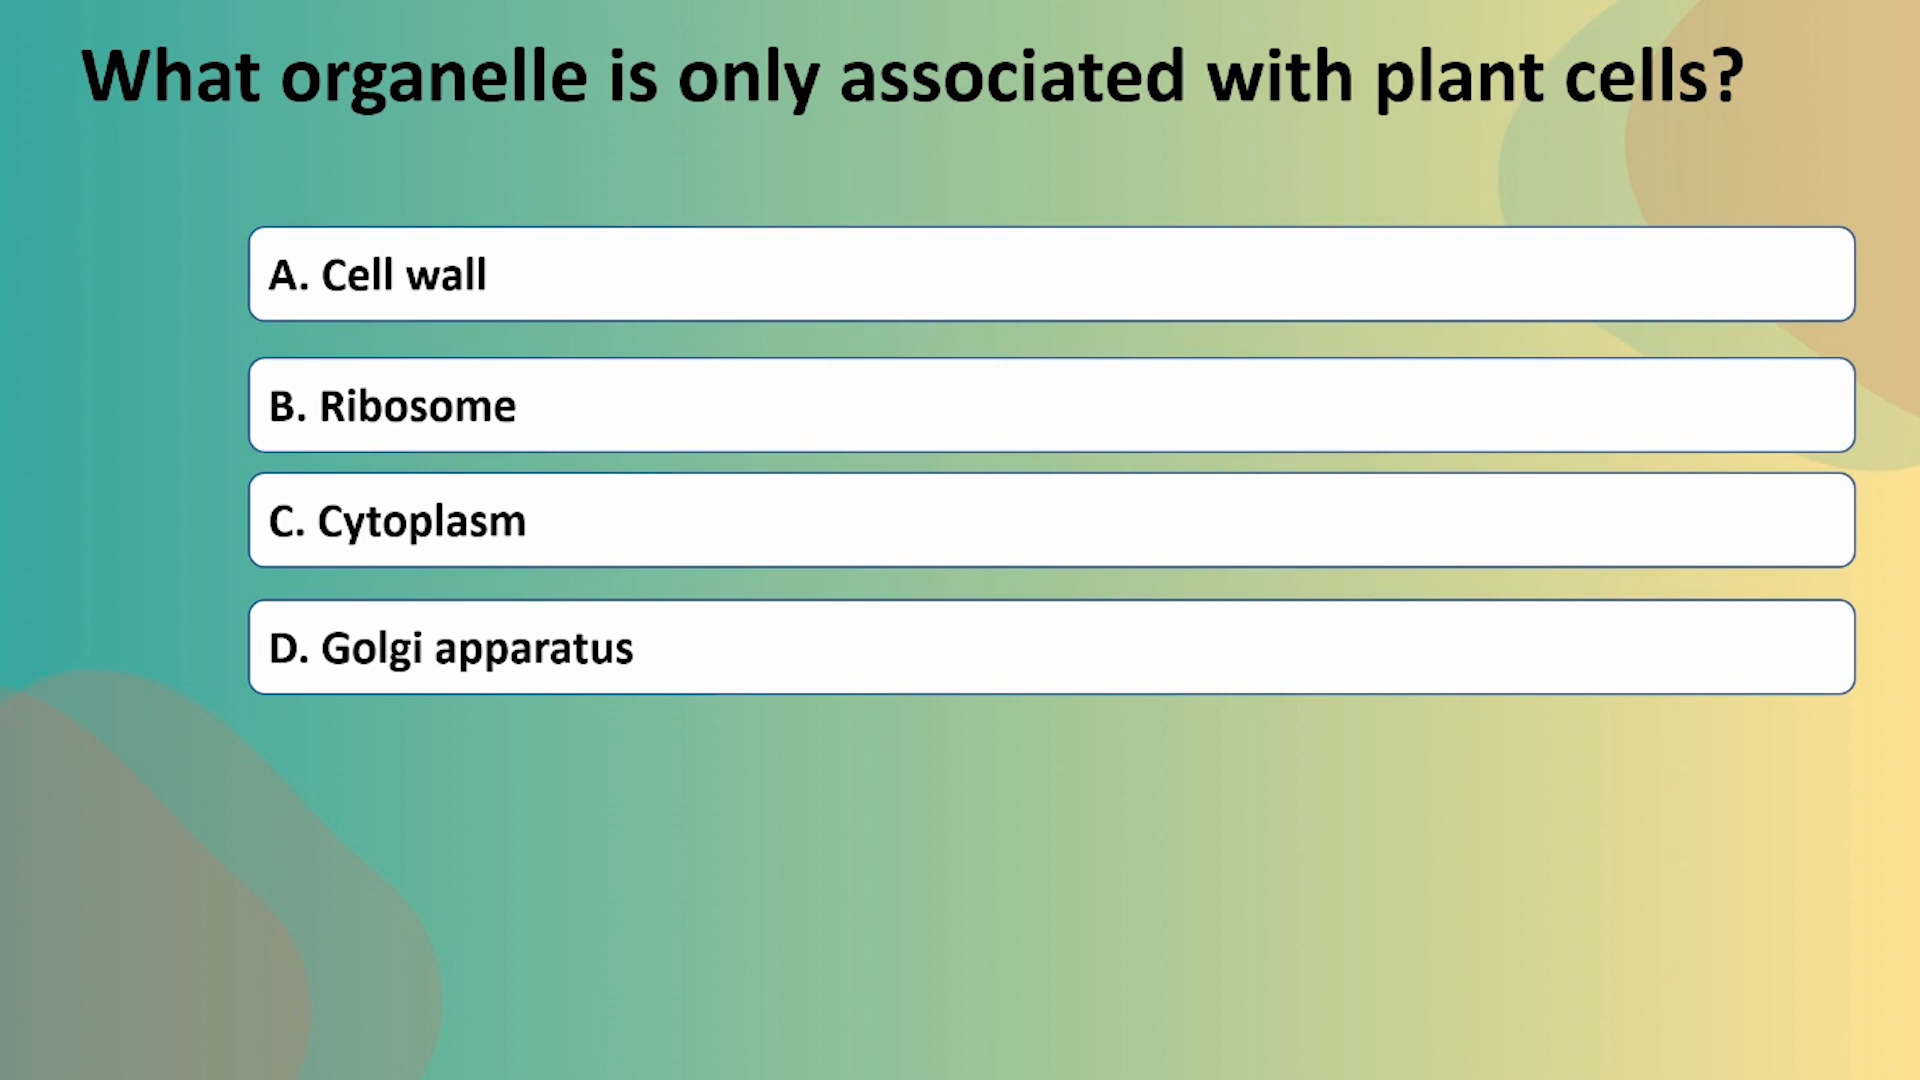 What organelle is only associated with plant cells?
A. Cell wall
B. Ribosome
C. Cytoplasm
D. Golgi apparatus